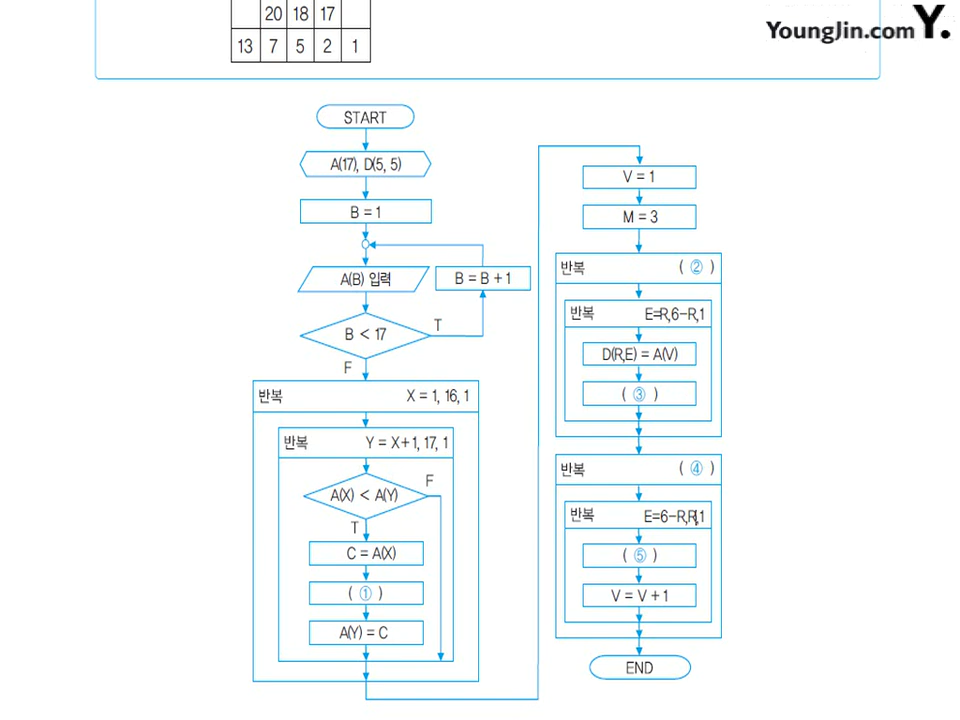 20 18 17
13 7 5 2 1
YoungJin.com Y.
START
A(17), D(5, 5)
B = 1
A(B) 입력
B = B + 1
B < 17
T
F
반복 X = 1, 16, 1
반복 Y = X+1, 17, 1
A(X) < A(Y)
F
T
C = A(X)
( ① )
A(Y) = C
V = 1
M = 3
반복 ( ② )
반복 E=R,6-R,1
D(R,E) = A(V)
( ③ )
반복 ( ④ )
반복 E=6-R,R,1
( ⑤ )
V = V + 1
END